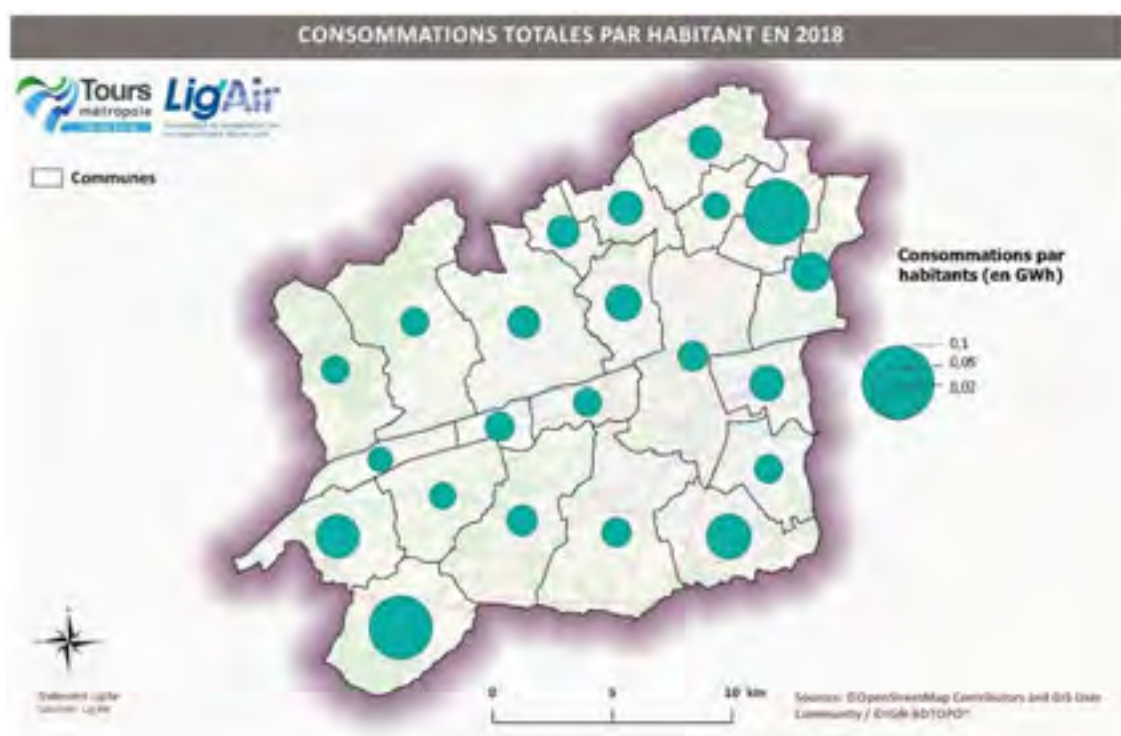 CONSOMMATIONS TOTALES PAR HABITANT EN 2018
Tours
métropole
Lig'Air
Communes
Consommations par
habitants (en GWh)
0,1
0,05
0,02
0 5 10 km
Sources: ©OpenStreetMap Contributors and GIS User
Community / ©IGN BDTOPO®